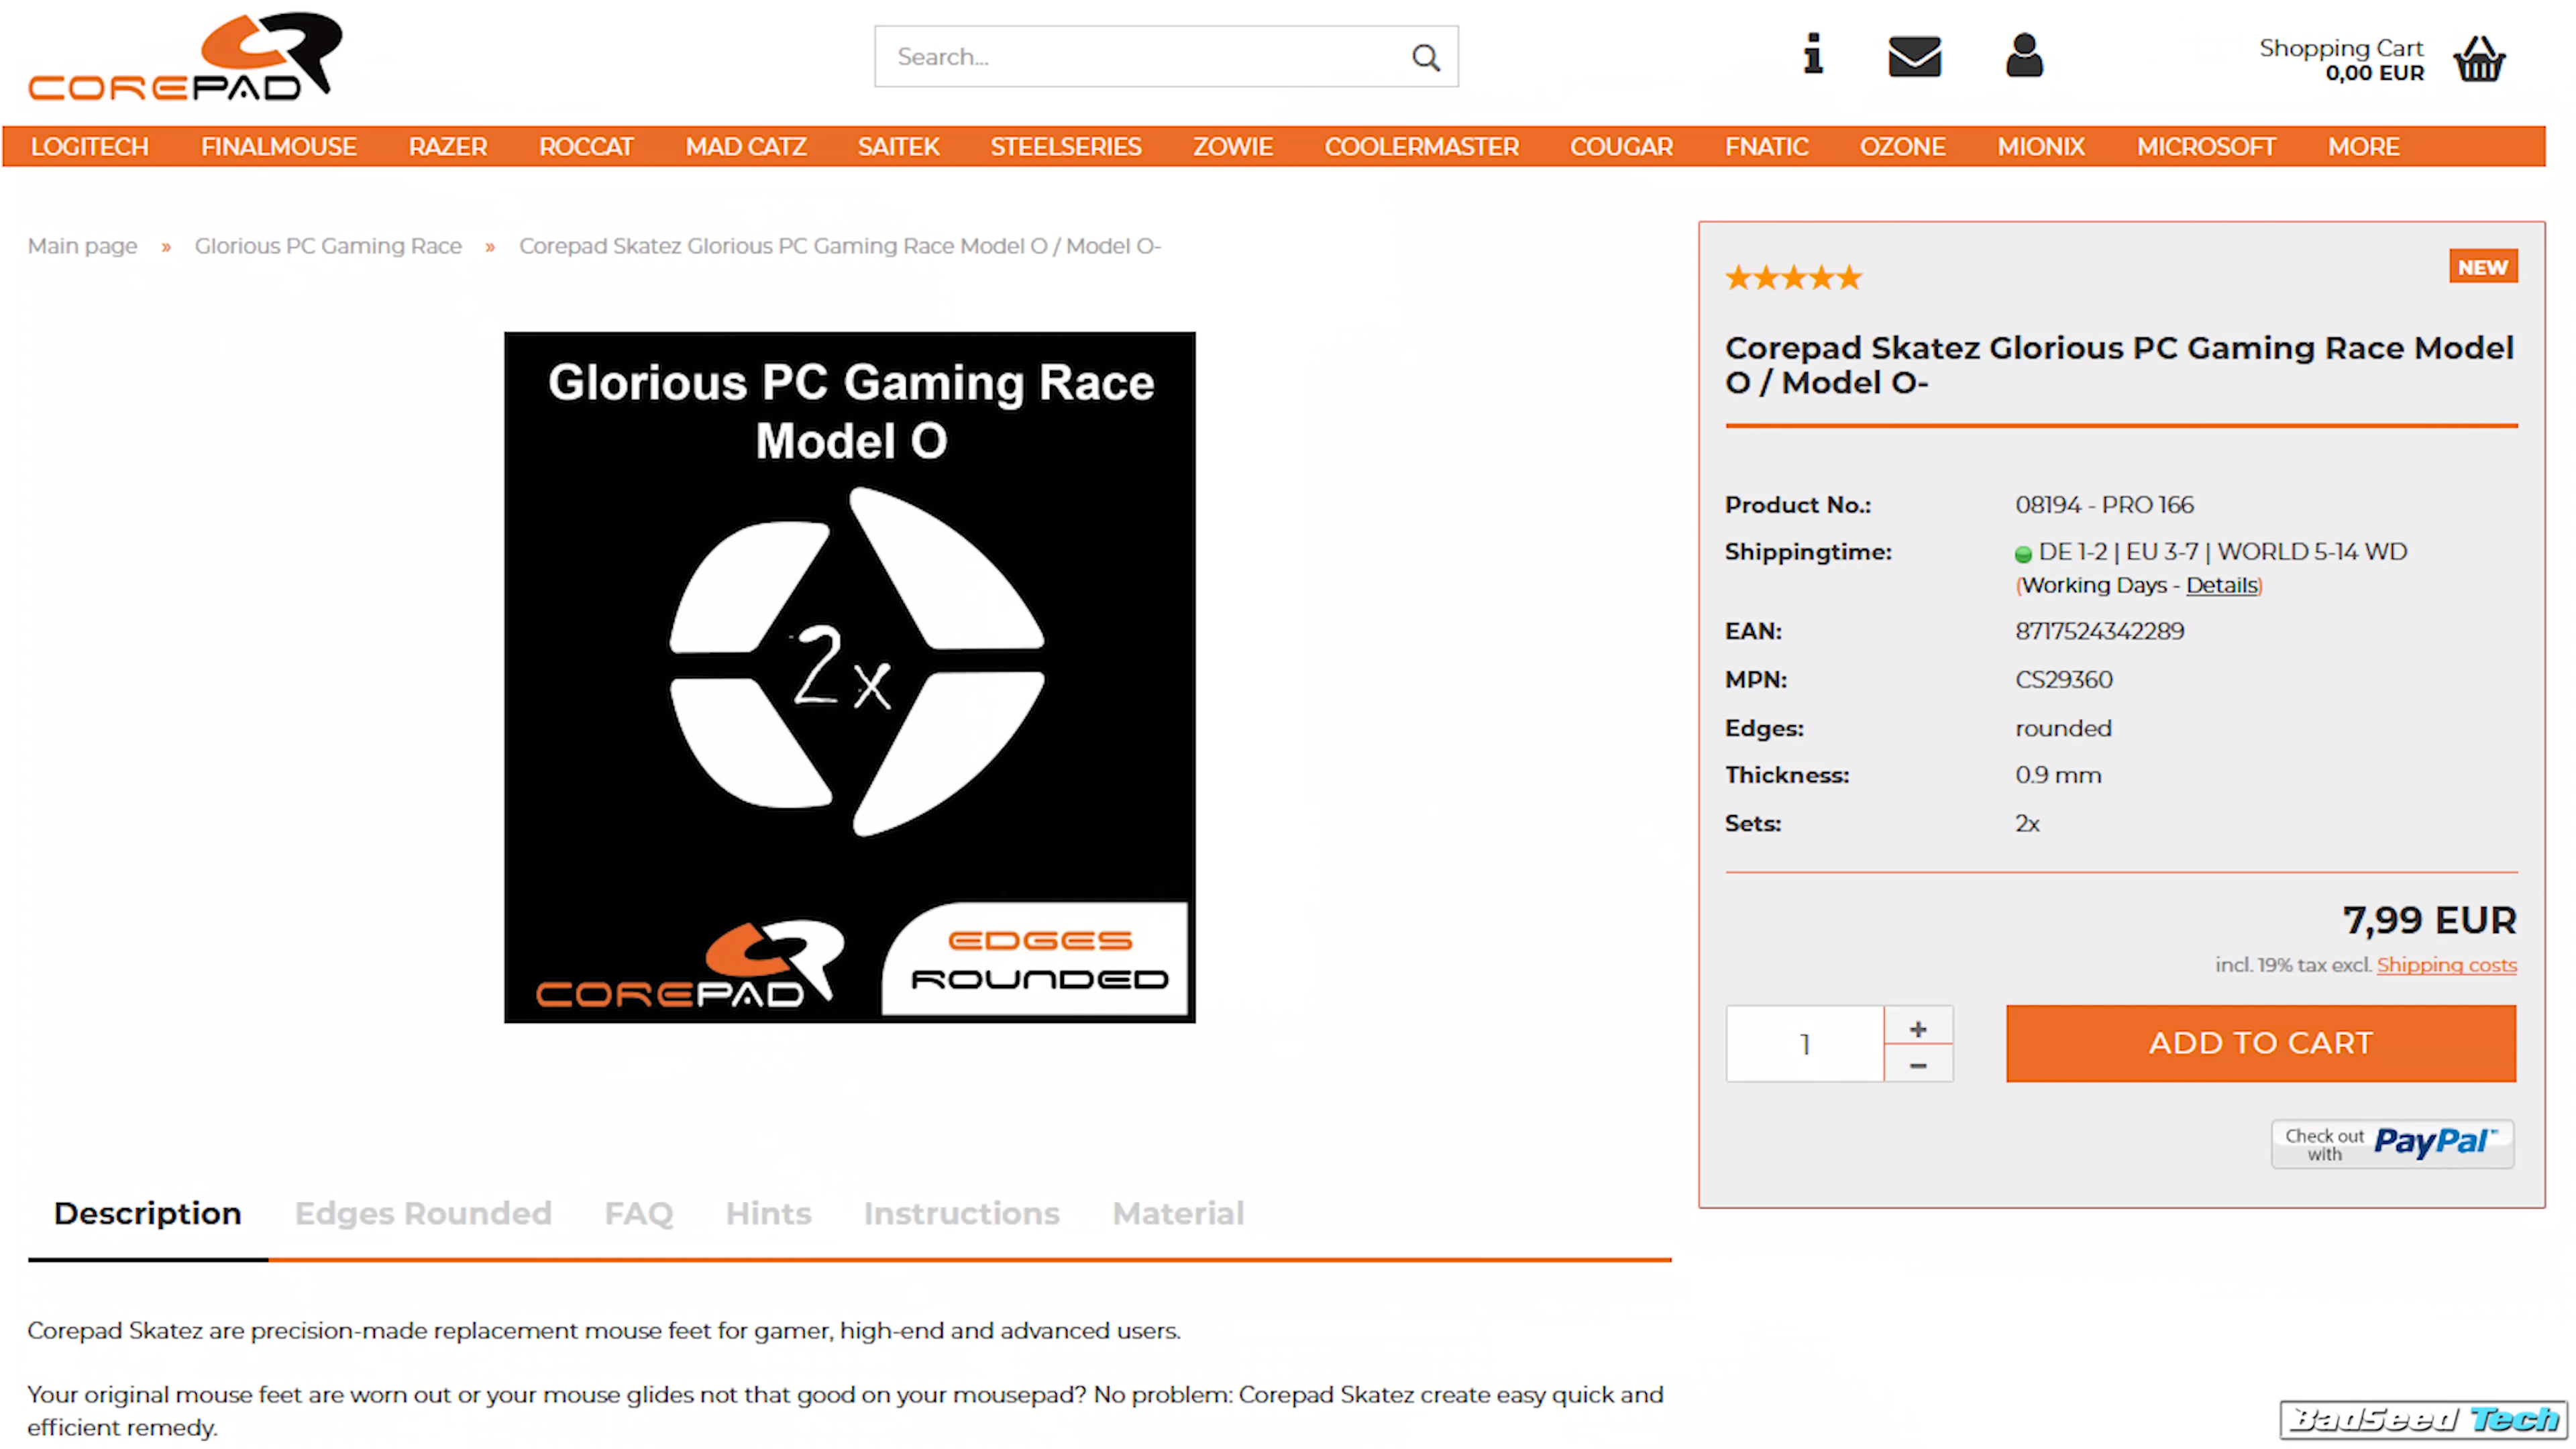 COREPAD
Search...
Shopping Cart
0,00 EUR
LOGITECH FINALMOUSE RAZER ROCCAT MAD CATZ SAITEK STEELSERIES ZOWIE COOLERMASTER COUGAR FNATIC OZONE MIONIX MICROSOFT MORE
Main page » Glorious PC Gaming Race » Corepad Skatez Glorious PC Gaming Race Model O / Model O-
Glorious PC Gaming Race
Model O
2x
COREPAD
EDGES
ROUNDED
NEW
Corepad Skatez Glorious PC Gaming Race Model
O / Model O-
Product No.: 08194 - PRO 166
Shippingtime: DE 1-2 | EU 3-7 | WORLD 5-14 WD
(Working Days - Details)
EAN: 8717524342289
MPN: CS29360
Edges: rounded
Thickness: 0.9 mm
Sets: 2x
7,99 EUR
incl. 19% tax excl. Shipping costs
1 + −
ADD TO CART
Check out
with PayPal™
Description Edges Rounded FAQ Hints Instructions Material
Corepad Skatez are precision-made replacement mouse feet for gamer, high-end and advanced users.
Your original mouse feet are worn out or your mouse glides not that good on your mousepad? No problem: Corepad Skatez create easy quick and
efficient remedy.
BadSeed Tech